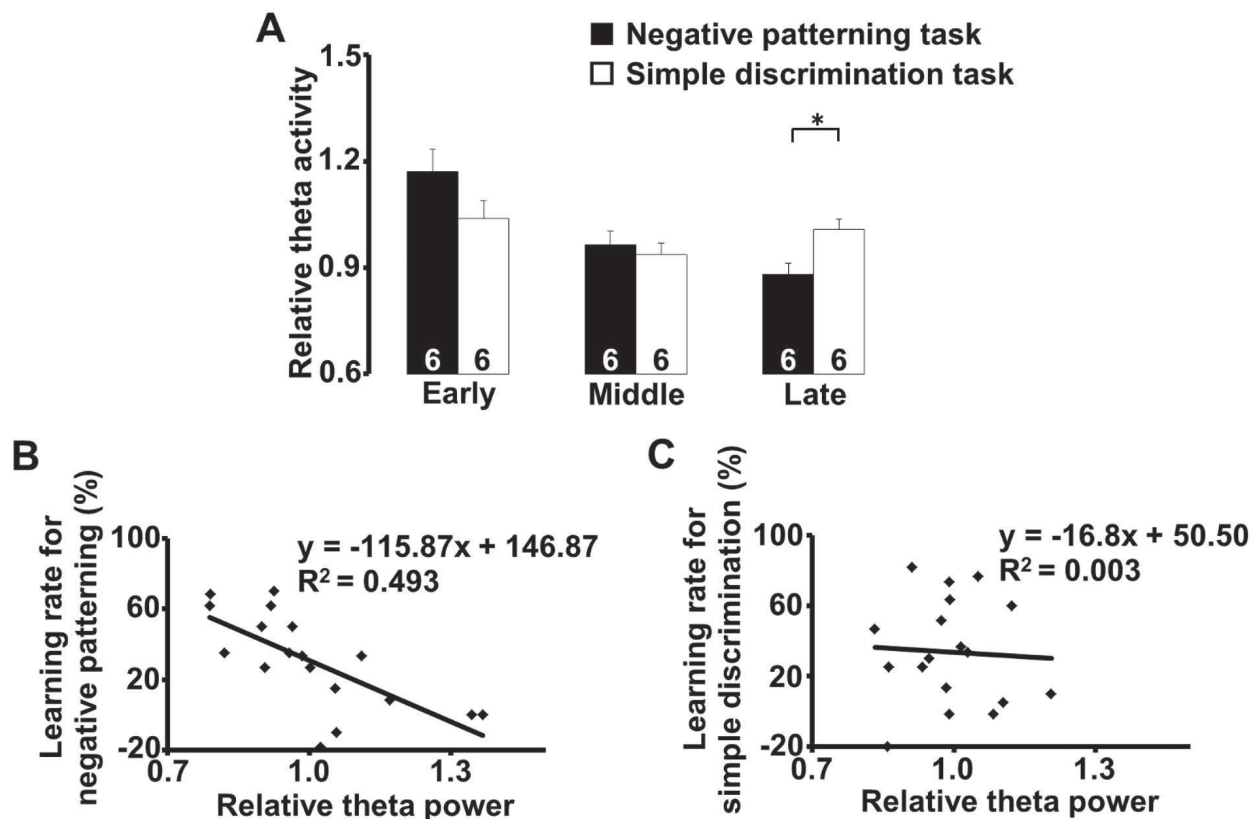 A
Negative patterning task
Simple discrimination task
Relative theta activity
1.5
1.2
0.9
0.6
*
6 6 6 6 6 6
Early Middle Late
B
Learning rate for
negative patterning (%)
100
60
20
-20
y = -115.87x + 146.87
R² = 0.493
0.7 1.0 1.3
Relative theta power
C
Learning rate for
simple discrimination (%)
100
60
20
-20
y = -16.8x + 50.50
R² = 0.003
0.7 1.0 1.3
Relative theta power